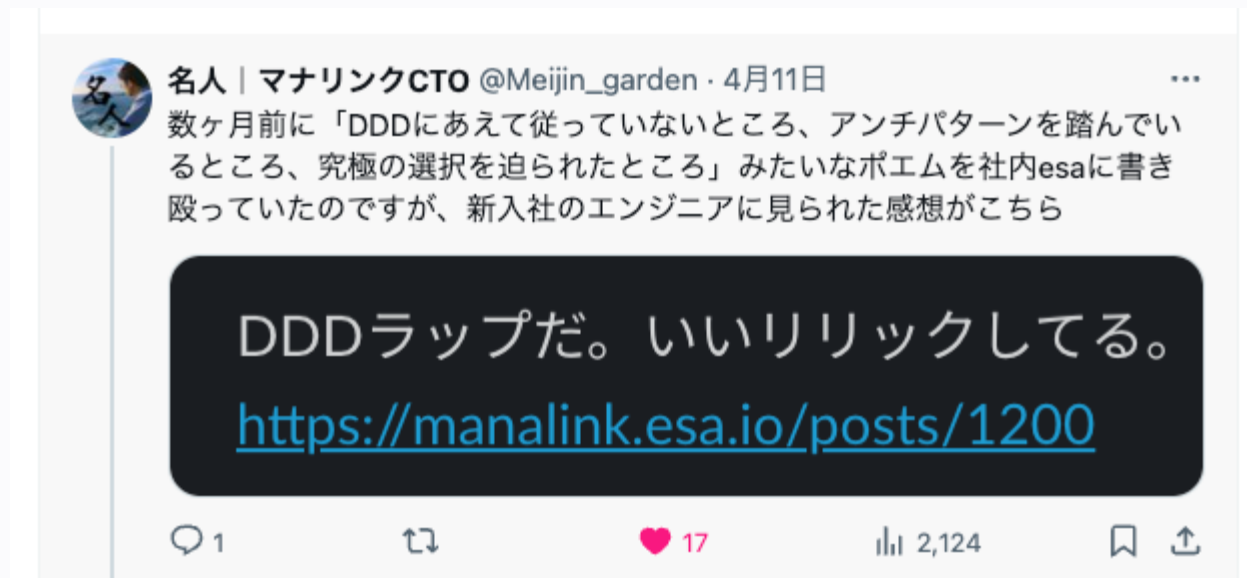 名人｜マナリンクCTO @Meijin_garden · 4月11日
数ヶ月前に「DDDにあえて従っていないところ、アンチパターンを踏んでい
るところ、究極の選択を迫られたところ」みたいなポエムを社内esaに書き
殴っていたのですが、新入社のエンジニアに見られた感想がこちら
DDDラップだ。いいリリックしてる。
https://manalink.esa.io/posts/1200
1 17 2,124